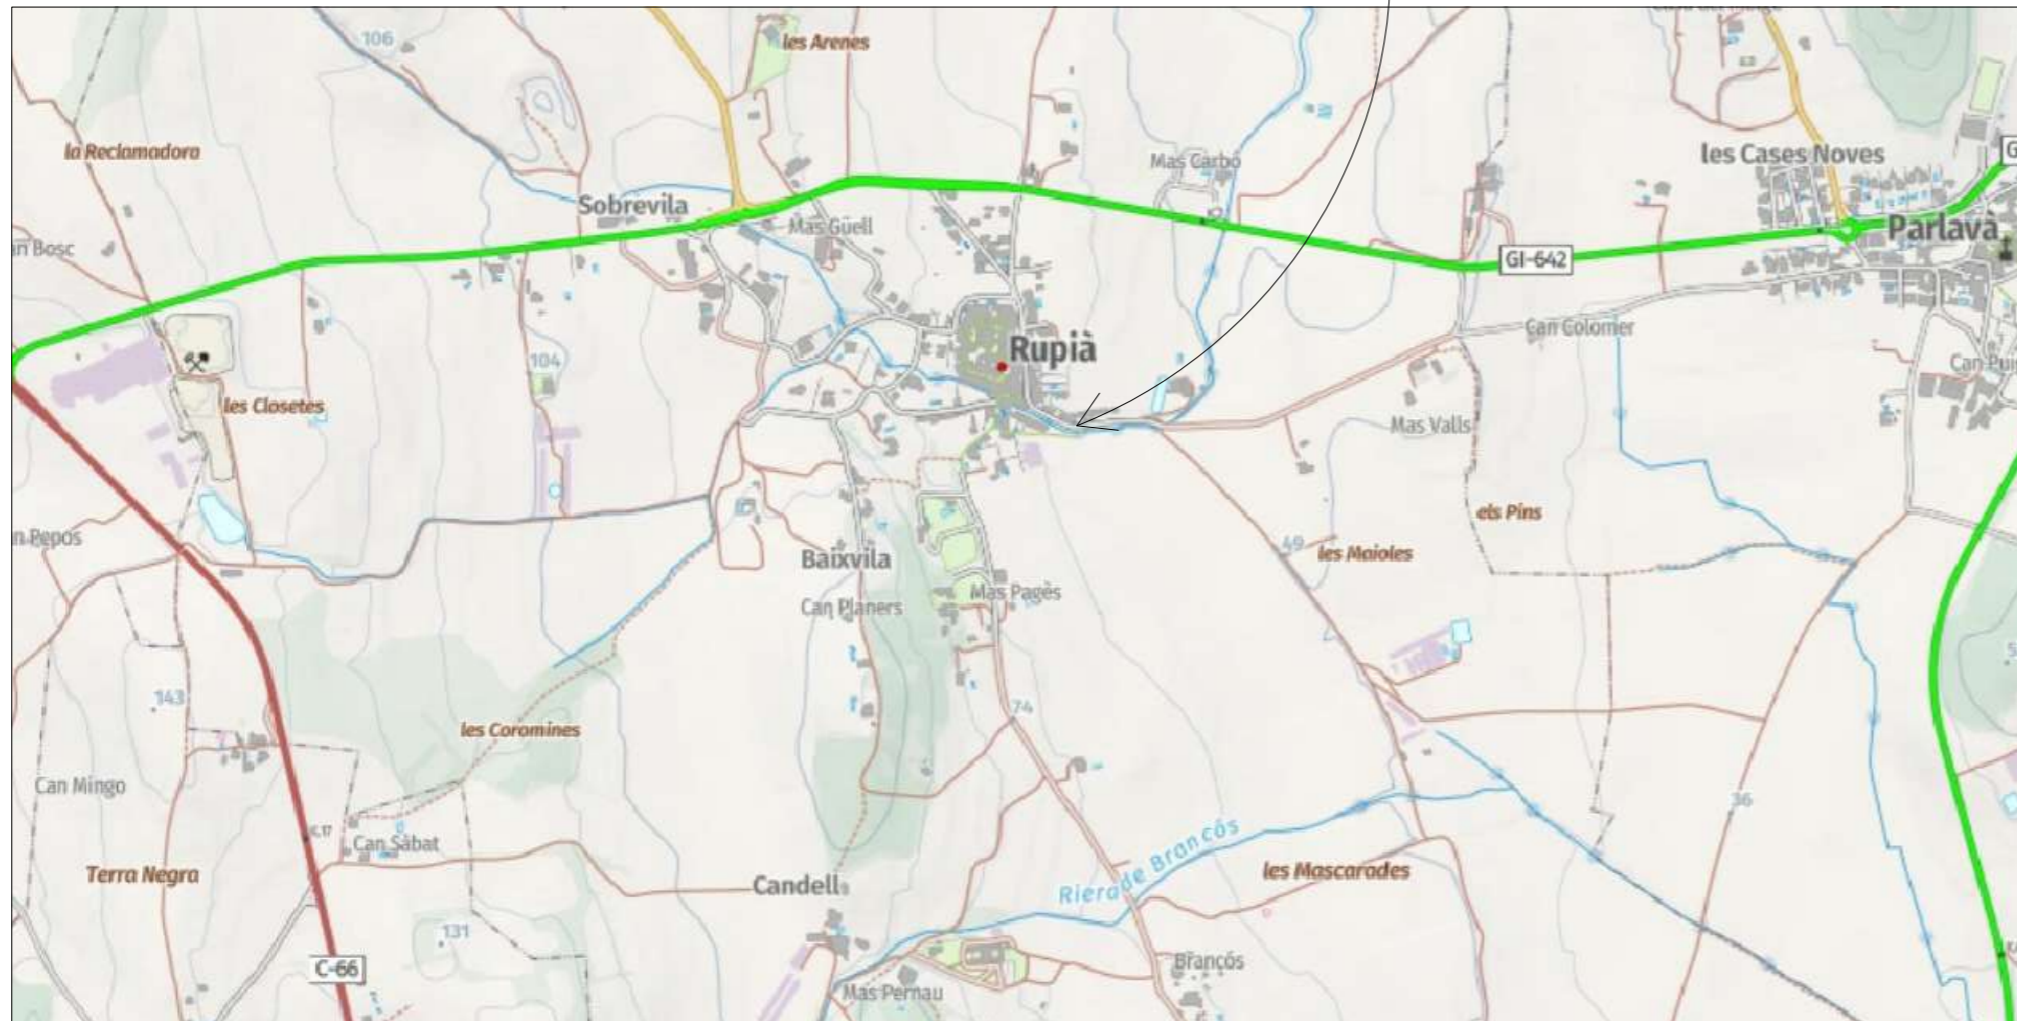 106
les Arenes
la Reclamadora
Mas Carbó
les Cases Noves
Sobrevila
Mas Güell
Parlavà
GI-642
Can Colomer
Rupià
104
les Closetes
Mas Valls
els Pins
49
les Maioles
Baixvila
Can Planers
Mas Pagès
143
74
les Coromines
Can Mingo
36
Can Sàbat
Riera de Brancós
les Mascarades
Terra Negra
Candell
131
C-66
Brancós
Mas Pernau